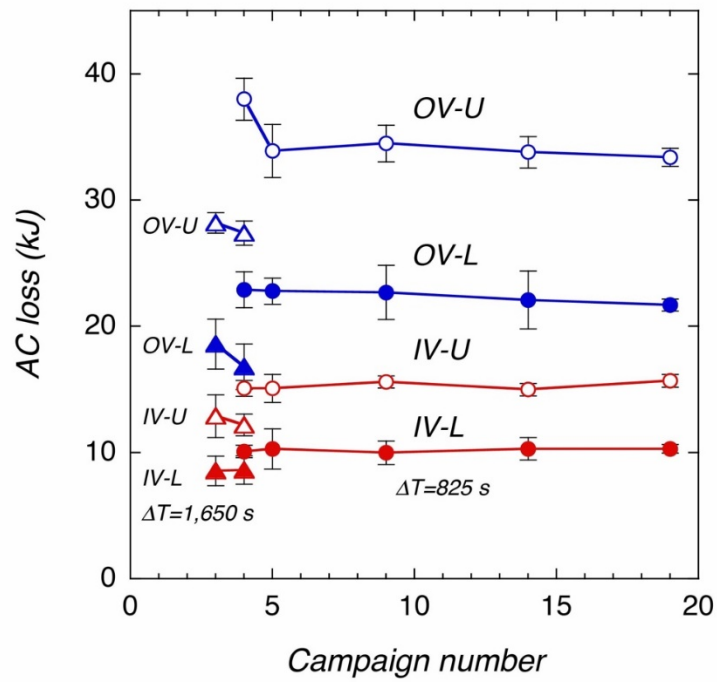 40
OV-U
30
OV-U
OV-L
20
OV-L
IV-U
IV-U
IV-L
10
IV-L
ΔT=825 s
ΔT=1,650 s
0
0 5 10 15 20
Campaign number
AC loss (kJ)